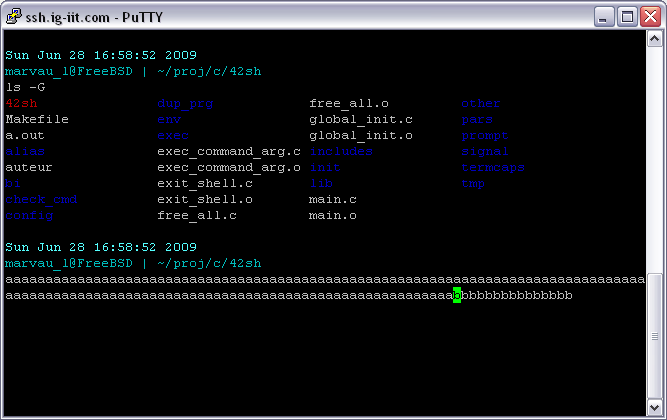 ssh.ig-iit.com - PuTTY
Sun Jun 28 16:58:52 2009
marvau_l@FreeBSD | ~/proj/c/42sh
ls -G
42sh dup_prg free_all.o other
Makefile env global_init.c pars
a.out exec global_init.o prompt
alias exec_command_arg.c includes signal
auteur exec_command_arg.o init termcaps
bi exit_shell.c lib tmp
check_cmd exit_shell.o main.c
config free_all.c main.o
Sun Jun 28 16:58:52 2009
marvau_l@FreeBSD | ~/proj/c/42sh
aaaaaaaaaaaaaaaaaaaaaaaaaaaaaaaaaaaaaaaaaaaaaaaaaaaaaaaaaaaaaaaaaaaaaaaaaaaaaaaa
aaaaaaaaaaaaaaaaaaaaaaaaaaaaaaaaaaaaaaaaaaaaaaaaaaaaaaaabbbbbbbbbbbbbbb